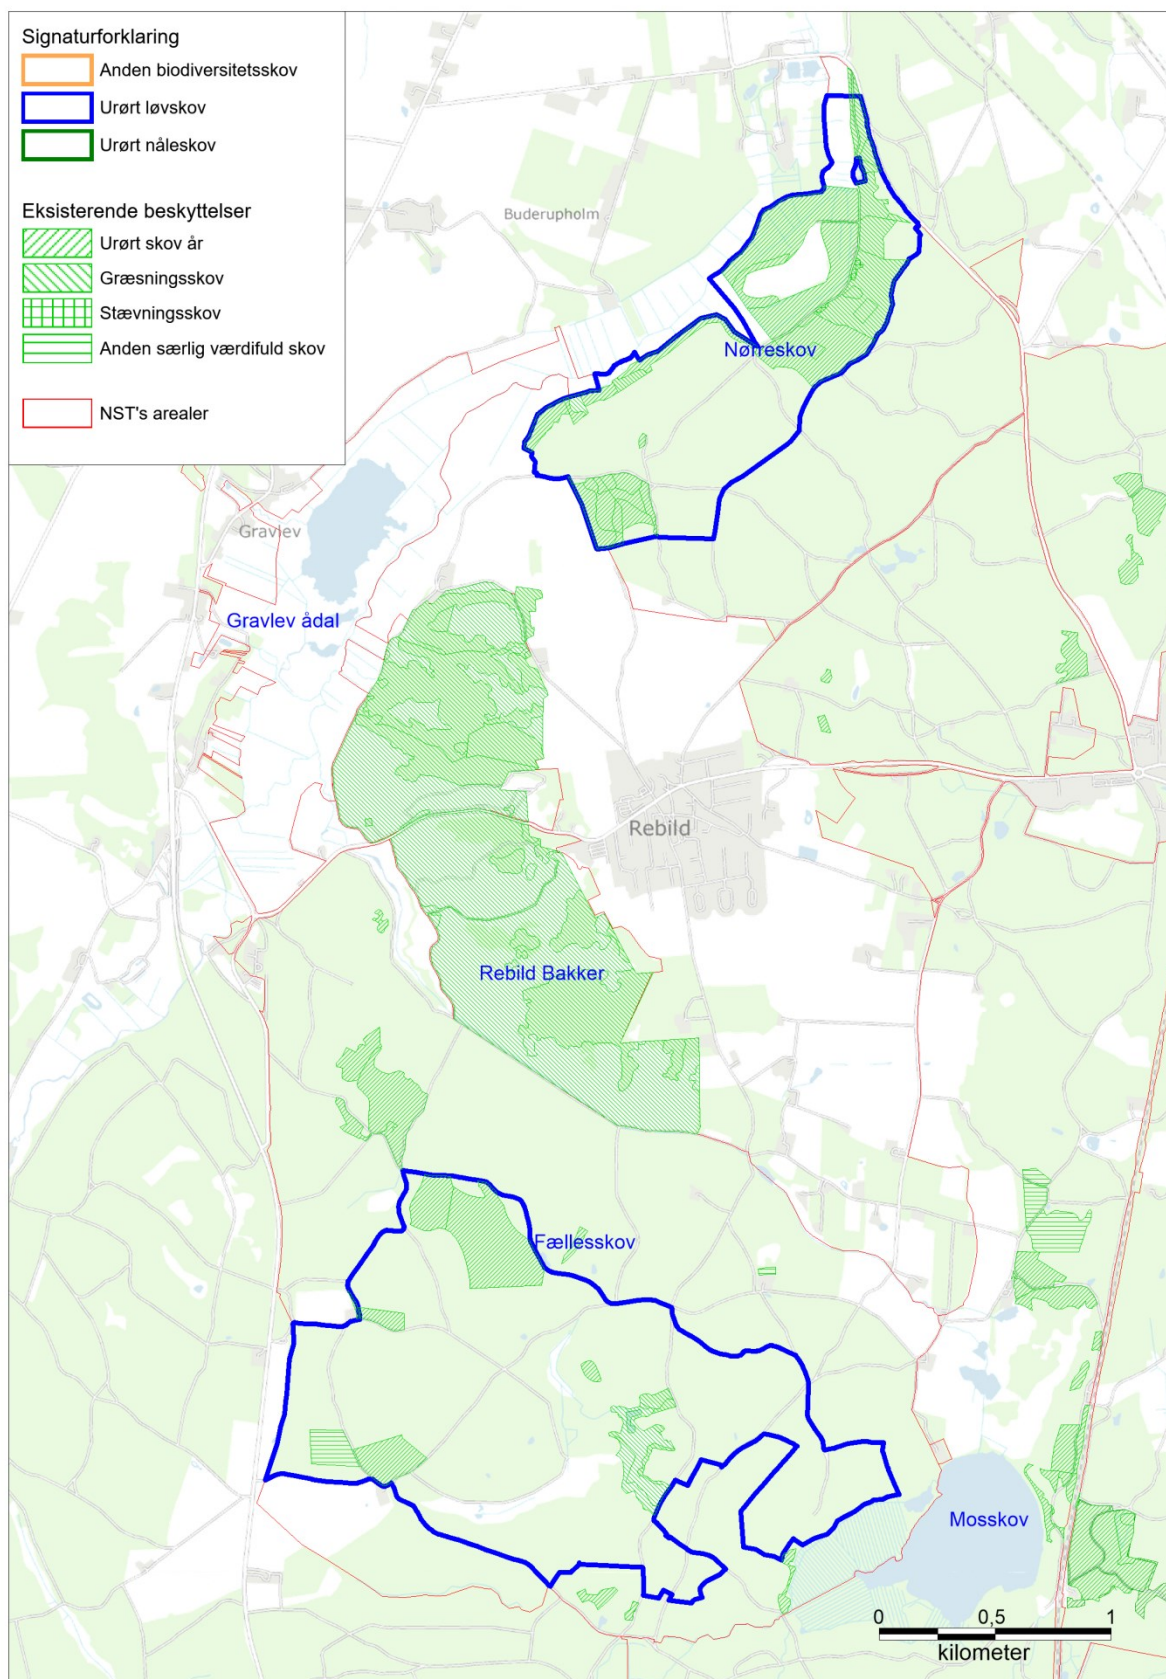 Signaturforklaring
Anden biodiversitetsskov
Urørt løvskov
Urørt nåleskov
Eksisterende beskyttelser
Urørt skov år
Græsningsskov
Stævningsskov
Anden særlig værdifuld skov
NST's arealer
Buderupholm
Nørreskov
Gravlev
Gravlev ådal
Rebild
Rebild Bakker
Fællesskov
Mosskov
0 0,5 1
kilometer